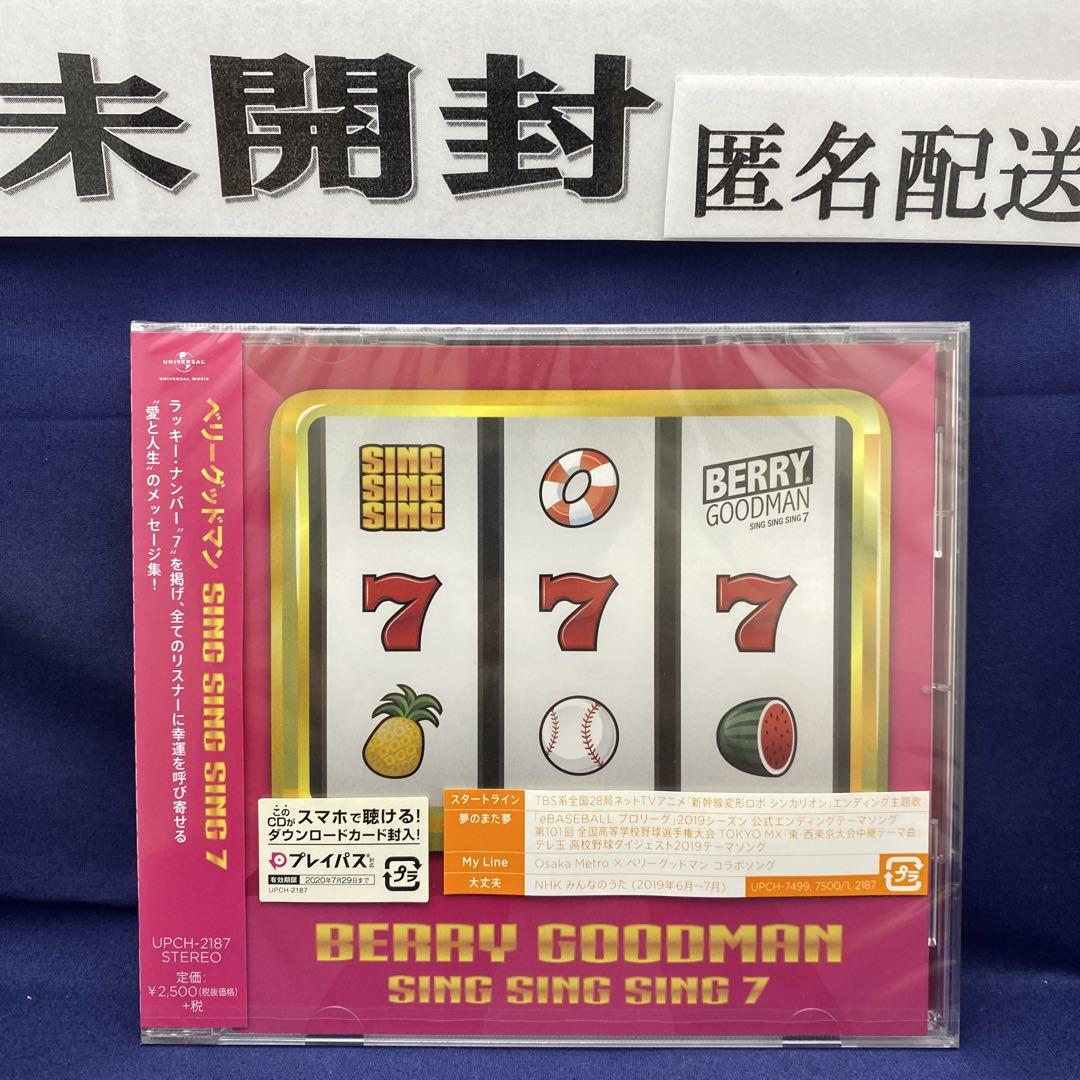 未開封
匿名配送
UNIVERSAL
UNIVERSAL MUSIC
ベリーグッドマン SING SING SING 7
ラッキー・ナンバー“7”を掲げ、全てのリスナーに幸運を呼び寄せる
“愛と人生”のメッセージ集!
UPCH-2187
STEREO
定価:
¥2,500(税抜価格)
+税
SING
SING
SING
BERRY
GOODMAN
SING SING SING 7
7 7 7
このCDがスマホで聴ける!
ダウンロードカード封入!
プレイパス®対応
有効期限 2020年7月29日まで
UPCH-2187
プラ
スタートライン TBS系全国28局ネットTVアニメ「新幹線変形ロボ シンカリオン」エンディング主題歌
夢のまた夢 「eBASEBALL プロリーグ」2019シーズン 公式エンディングテーマソング
第101回 全国高等学校野球選手権大会 TOKYO MX「東・西東京大会中継テーマ曲」
テレ玉 高校野球ダイジェスト2019テーマソング
My Line Osaka Metro × ベリーグッドマン コラボソング
大丈夫 NHK みんなのうた (2019年6月〜7月)
UPCH-7499, 7500/1, 2187
プラ
BERRY GOODMAN
SING SING SING 7